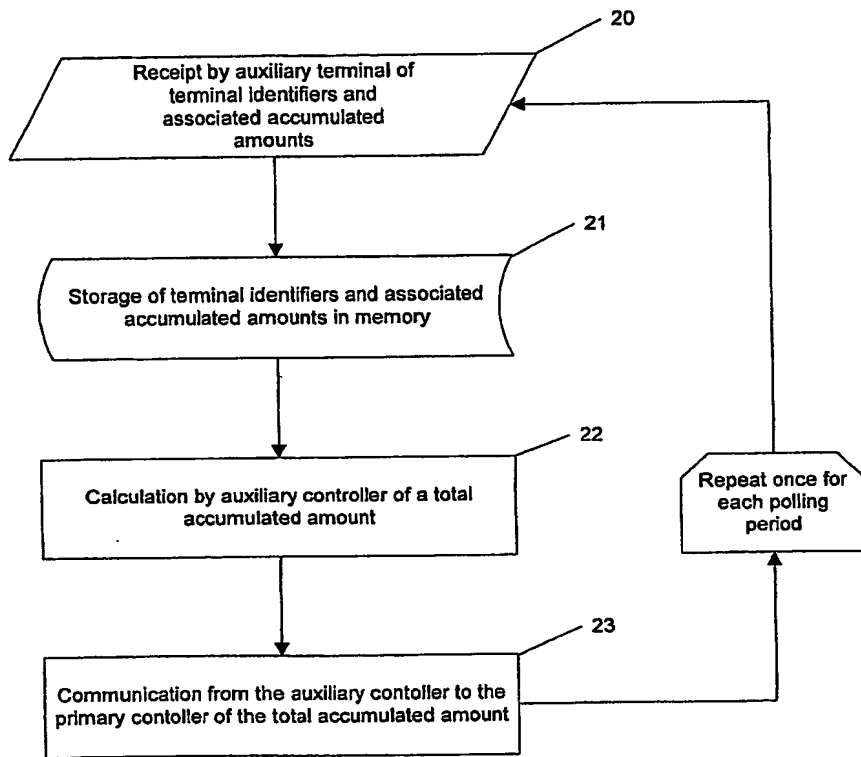 20
Receipt by auxiliary terminal of
terminal identifiers and
associated accumulated
amounts
21
Storage of terminal identifiers and associated
accumulated amounts in memory
22
Calculation by auxiliary controller of a total
accumulated amount
Repeat once for
each polling
period
23
Communication from the auxiliary contoller to the
primary contoller of the total accumulated amount